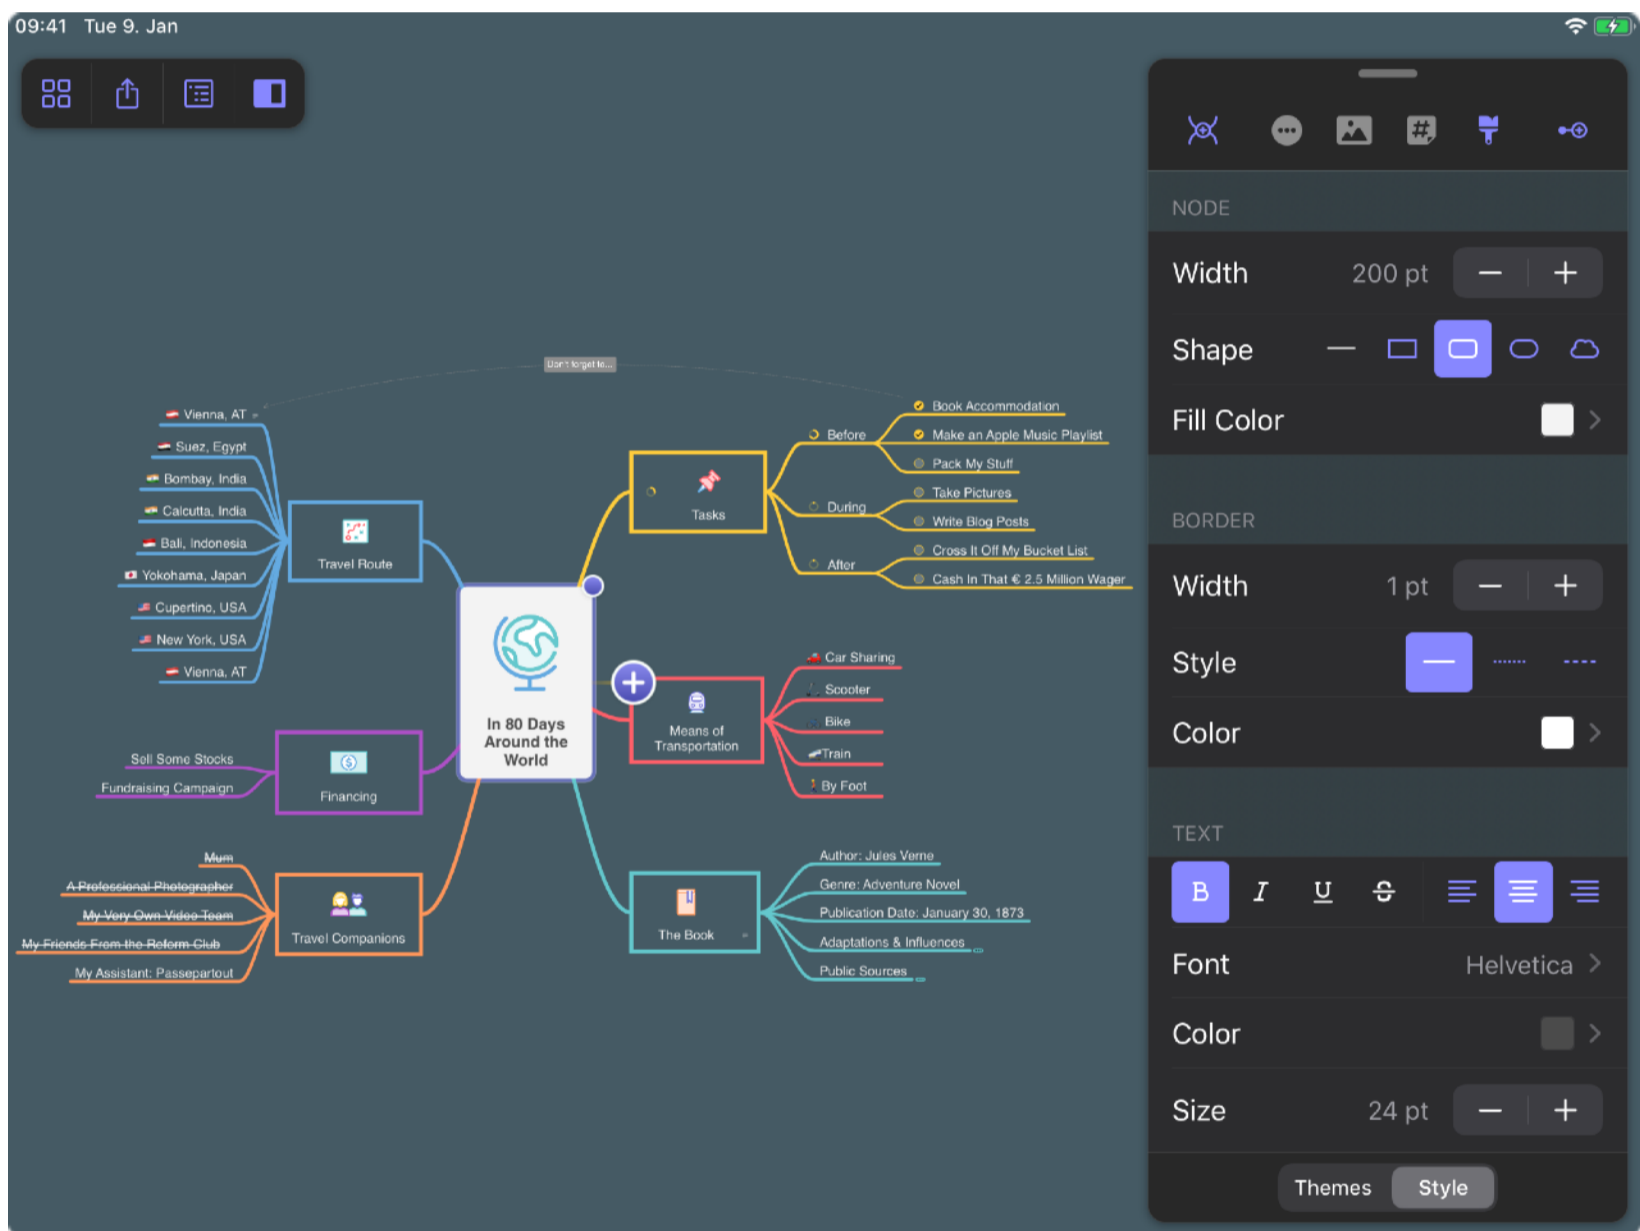 09:41 Tue 9. Jan
Don't forget to...
Vienna, AT
Suez, Egypt
Bombay, India
Calcutta, India
Bali, Indonesia
Yokohama, Japan
Cupertino, USA
New York, USA
Vienna, AT
Travel Route
Sell Some Stocks
Fundraising Campaign
Financing
Mum
A Professional Photographer
My Very Own Video Team
My Friends From the Reform Club
My Assistant: Passepartout
Travel Companions
In 80 Days
Around the
World
Tasks
Before
Book Accommodation
Make an Apple Music Playlist
Pack My Stuff
During
Take Pictures
Write Blog Posts
After
Cross It Off My Bucket List
Cash In That € 2.5 Million Wager
Means of
Transportation
Car Sharing
Scooter
Bike
Train
By Foot
The Book
Author: Jules Verne
Genre: Adventure Novel
Publication Date: January 30, 1873
Adaptations & Influences
Public Sources
NODE
Width 200 pt
Shape
Fill Color
BORDER
Width 1 pt
Style
Color
TEXT
B I U S
Font Helvetica
Color
Size 24 pt
Themes Style